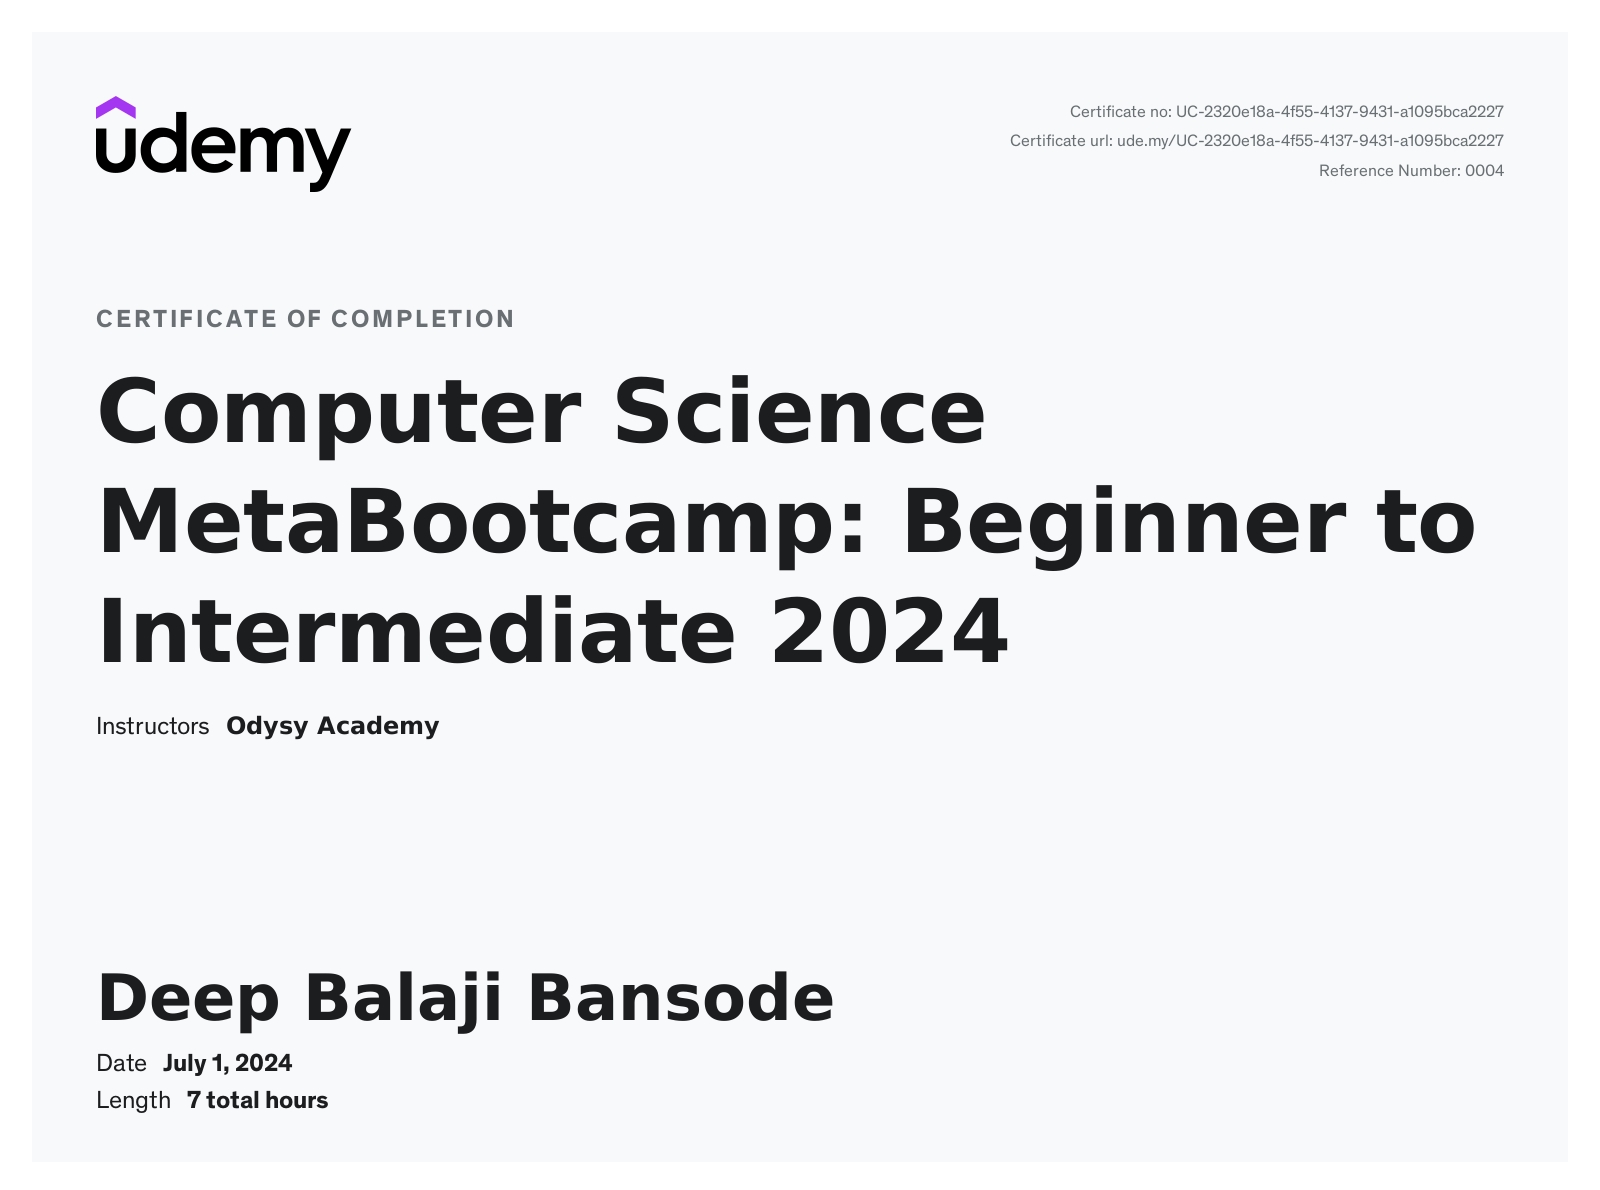 udemy
Certificate no: UC-2320e18a-4f55-4137-9431-a1095bca2227
Certificate url: ude.my/UC-2320e18a-4f55-4137-9431-a1095bca2227
Reference Number: 0004
CERTIFICATE OF COMPLETION
Computer Science
MetaBootcamp: Beginner to
Intermediate 2024
Instructors Odysy Academy
Deep Balaji Bansode
Date July 1, 2024
Length 7 total hours